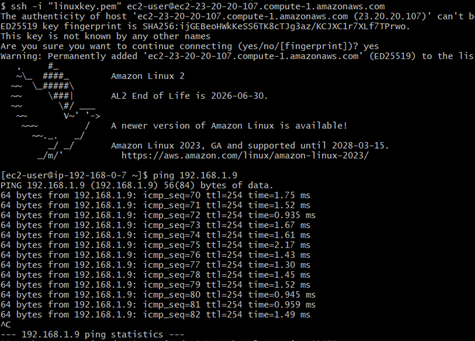 $ ssh -i "linuxkey.pem" ec2-user@ec2-23-20-20-107.compute-1.amazonaws.com
The authenticity of host 'ec2-23-20-20-107.compute-1.amazonaws.com (23.20.20.107)' can't b
ED25519 key fingerprint is SHA256:ijGEBeoHWkKeSS6TK8cTJg3az/KCJXC1r7XLf7TPrwo.
This key is not known by any other names
Are you sure you want to continue connecting (yes/no/[fingerprint])? yes
Warning: Permanently added 'ec2-23-20-20-107.compute-1.amazonaws.com' (ED25519) to the lis
   ,     #_
   ~\_  ####_        Amazon Linux 2
  ~~  \_#####\
  ~~     \###|       AL2 End of Life is 2026-06-30.
  ~~       \#/ ___
   ~~       V~' '->
    ~~~         /    A newer version of Amazon Linux is available!
      ~~._.   _/
         _/ _/       Amazon Linux 2023, GA and supported until 2028-03-15.
       _/m/'           https://aws.amazon.com/linux/amazon-linux-2023/
[ec2-user@ip-192-168-0-7 ~]$ ping 192.168.1.9
PING 192.168.1.9 (192.168.1.9) 56(84) bytes of data.
64 bytes from 192.168.1.9: icmp_seq=70 ttl=254 time=1.75 ms
64 bytes from 192.168.1.9: icmp_seq=71 ttl=254 time=1.52 ms
64 bytes from 192.168.1.9: icmp_seq=72 ttl=254 time=0.935 ms
64 bytes from 192.168.1.9: icmp_seq=73 ttl=254 time=1.67 ms
64 bytes from 192.168.1.9: icmp_seq=74 ttl=254 time=1.61 ms
64 bytes from 192.168.1.9: icmp_seq=75 ttl=254 time=2.17 ms
64 bytes from 192.168.1.9: icmp_seq=76 ttl=254 time=1.43 ms
64 bytes from 192.168.1.9: icmp_seq=77 ttl=254 time=1.30 ms
64 bytes from 192.168.1.9: icmp_seq=78 ttl=254 time=1.45 ms
64 bytes from 192.168.1.9: icmp_seq=79 ttl=254 time=1.52 ms
64 bytes from 192.168.1.9: icmp_seq=80 ttl=254 time=0.945 ms
64 bytes from 192.168.1.9: icmp_seq=81 ttl=254 time=0.959 ms
64 bytes from 192.168.1.9: icmp_seq=82 ttl=254 time=1.49 ms
^C
--- 192.168.1.9 ping statistics ---